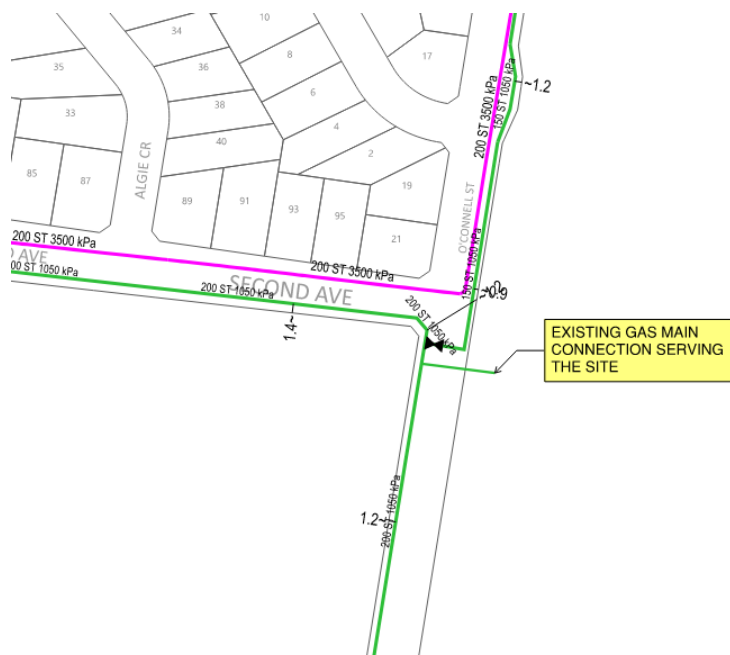 10
34
17
8
35
36
6
~1.2
200 ST 3500 kPa
150 ST 1050 kPa
38
33
4
40
2
ALGIE CR
85
87
19
89
91
93
95
O'CONNELL ST
21
200 ST 3500 kPa
200 ST 3500 kPa
AVE
ST 1050 kPa
SECOND AVE
200 ST 1050 kPa
150 ST 1050 kPa
~0.9
200 ST 1050 kPa
1.4~
EXISTING GAS MAIN
CONNECTION SERVING
THE SITE
1.2~
200 ST 1050 kPa